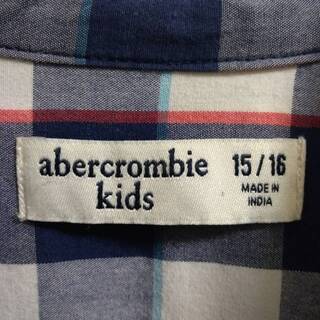 abercrombie
kids
15/16
MADE IN
INDIA